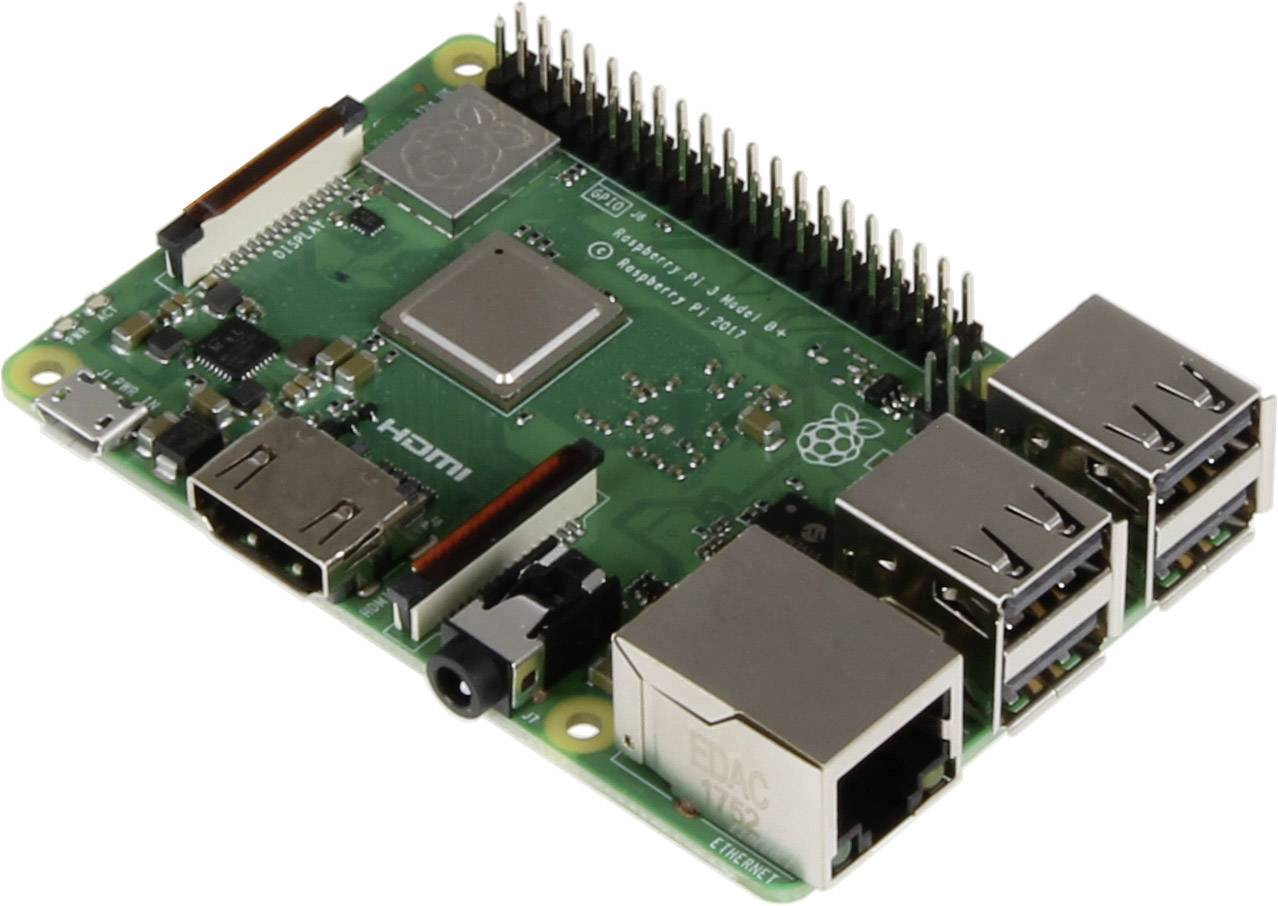 GPIO
J8
Raspberry Pi 3 Model B+
© Raspberry Pi 2017
DISPLAY
ACT
PWR
J1 PWR IN
HDMI
J7
EDAC
1752
ETHERNET